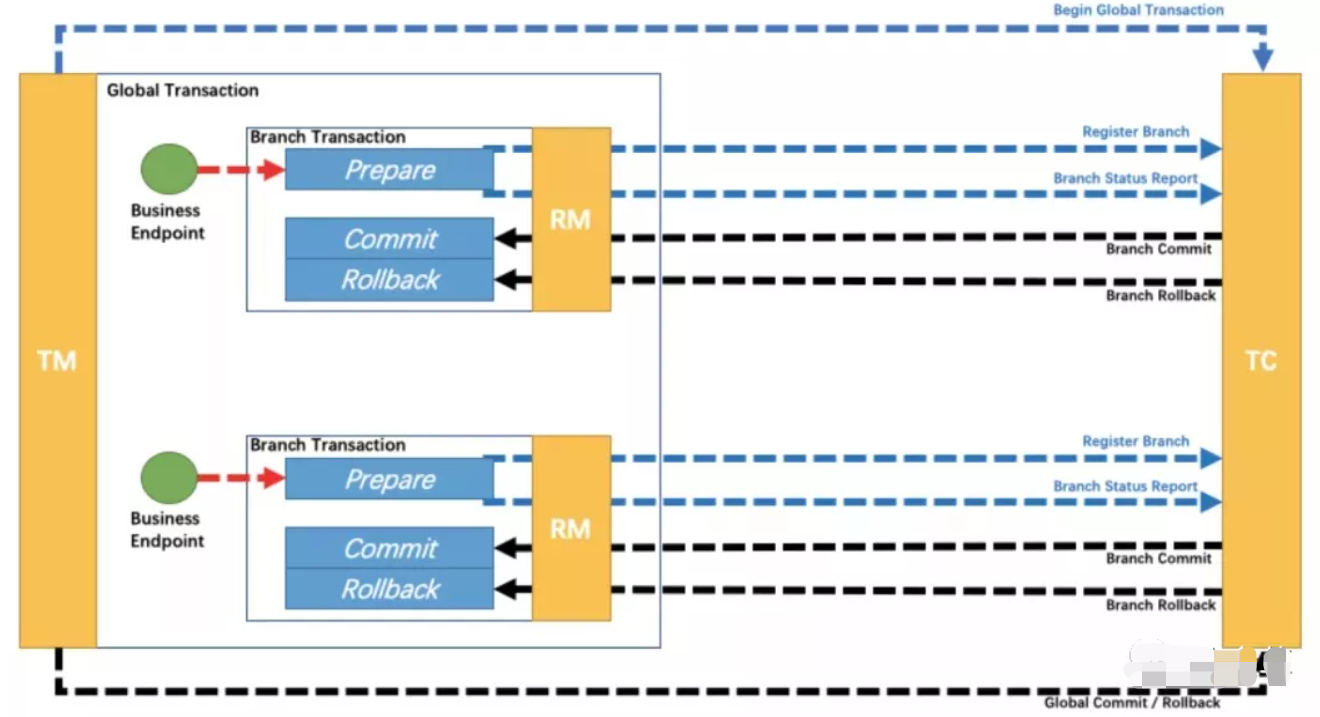 Begin Global Transaction
Global Transaction
Branch Transaction
Prepare
Commit
Rollback
RM
Business
Endpoint
Register Branch
Branch Status Report
Branch Commit
Branch Rollback
TM
TC
Branch Transaction
Prepare
Commit
Rollback
RM
Business
Endpoint
Register Branch
Branch Status Report
Branch Commit
Branch Rollback
Global Commit / Rollback